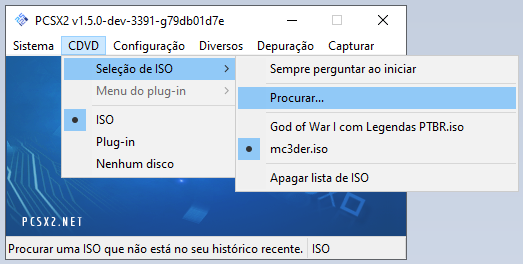 PCSX2 v1.5.0-dev-3391-g79db01d7e
Sistema CDVD Configuração Diversos Depuração Capturar
Seleção de ISO
Menu do plug-in
ISO
Plug-in
Nenhum disco
Sempre perguntar ao iniciar
Procurar...
God of War I com Legendas PTBR.iso
mc3der.iso
Apagar lista de ISO
PCSX2.NET
Procurar uma ISO que não está no seu histórico recente. ISO